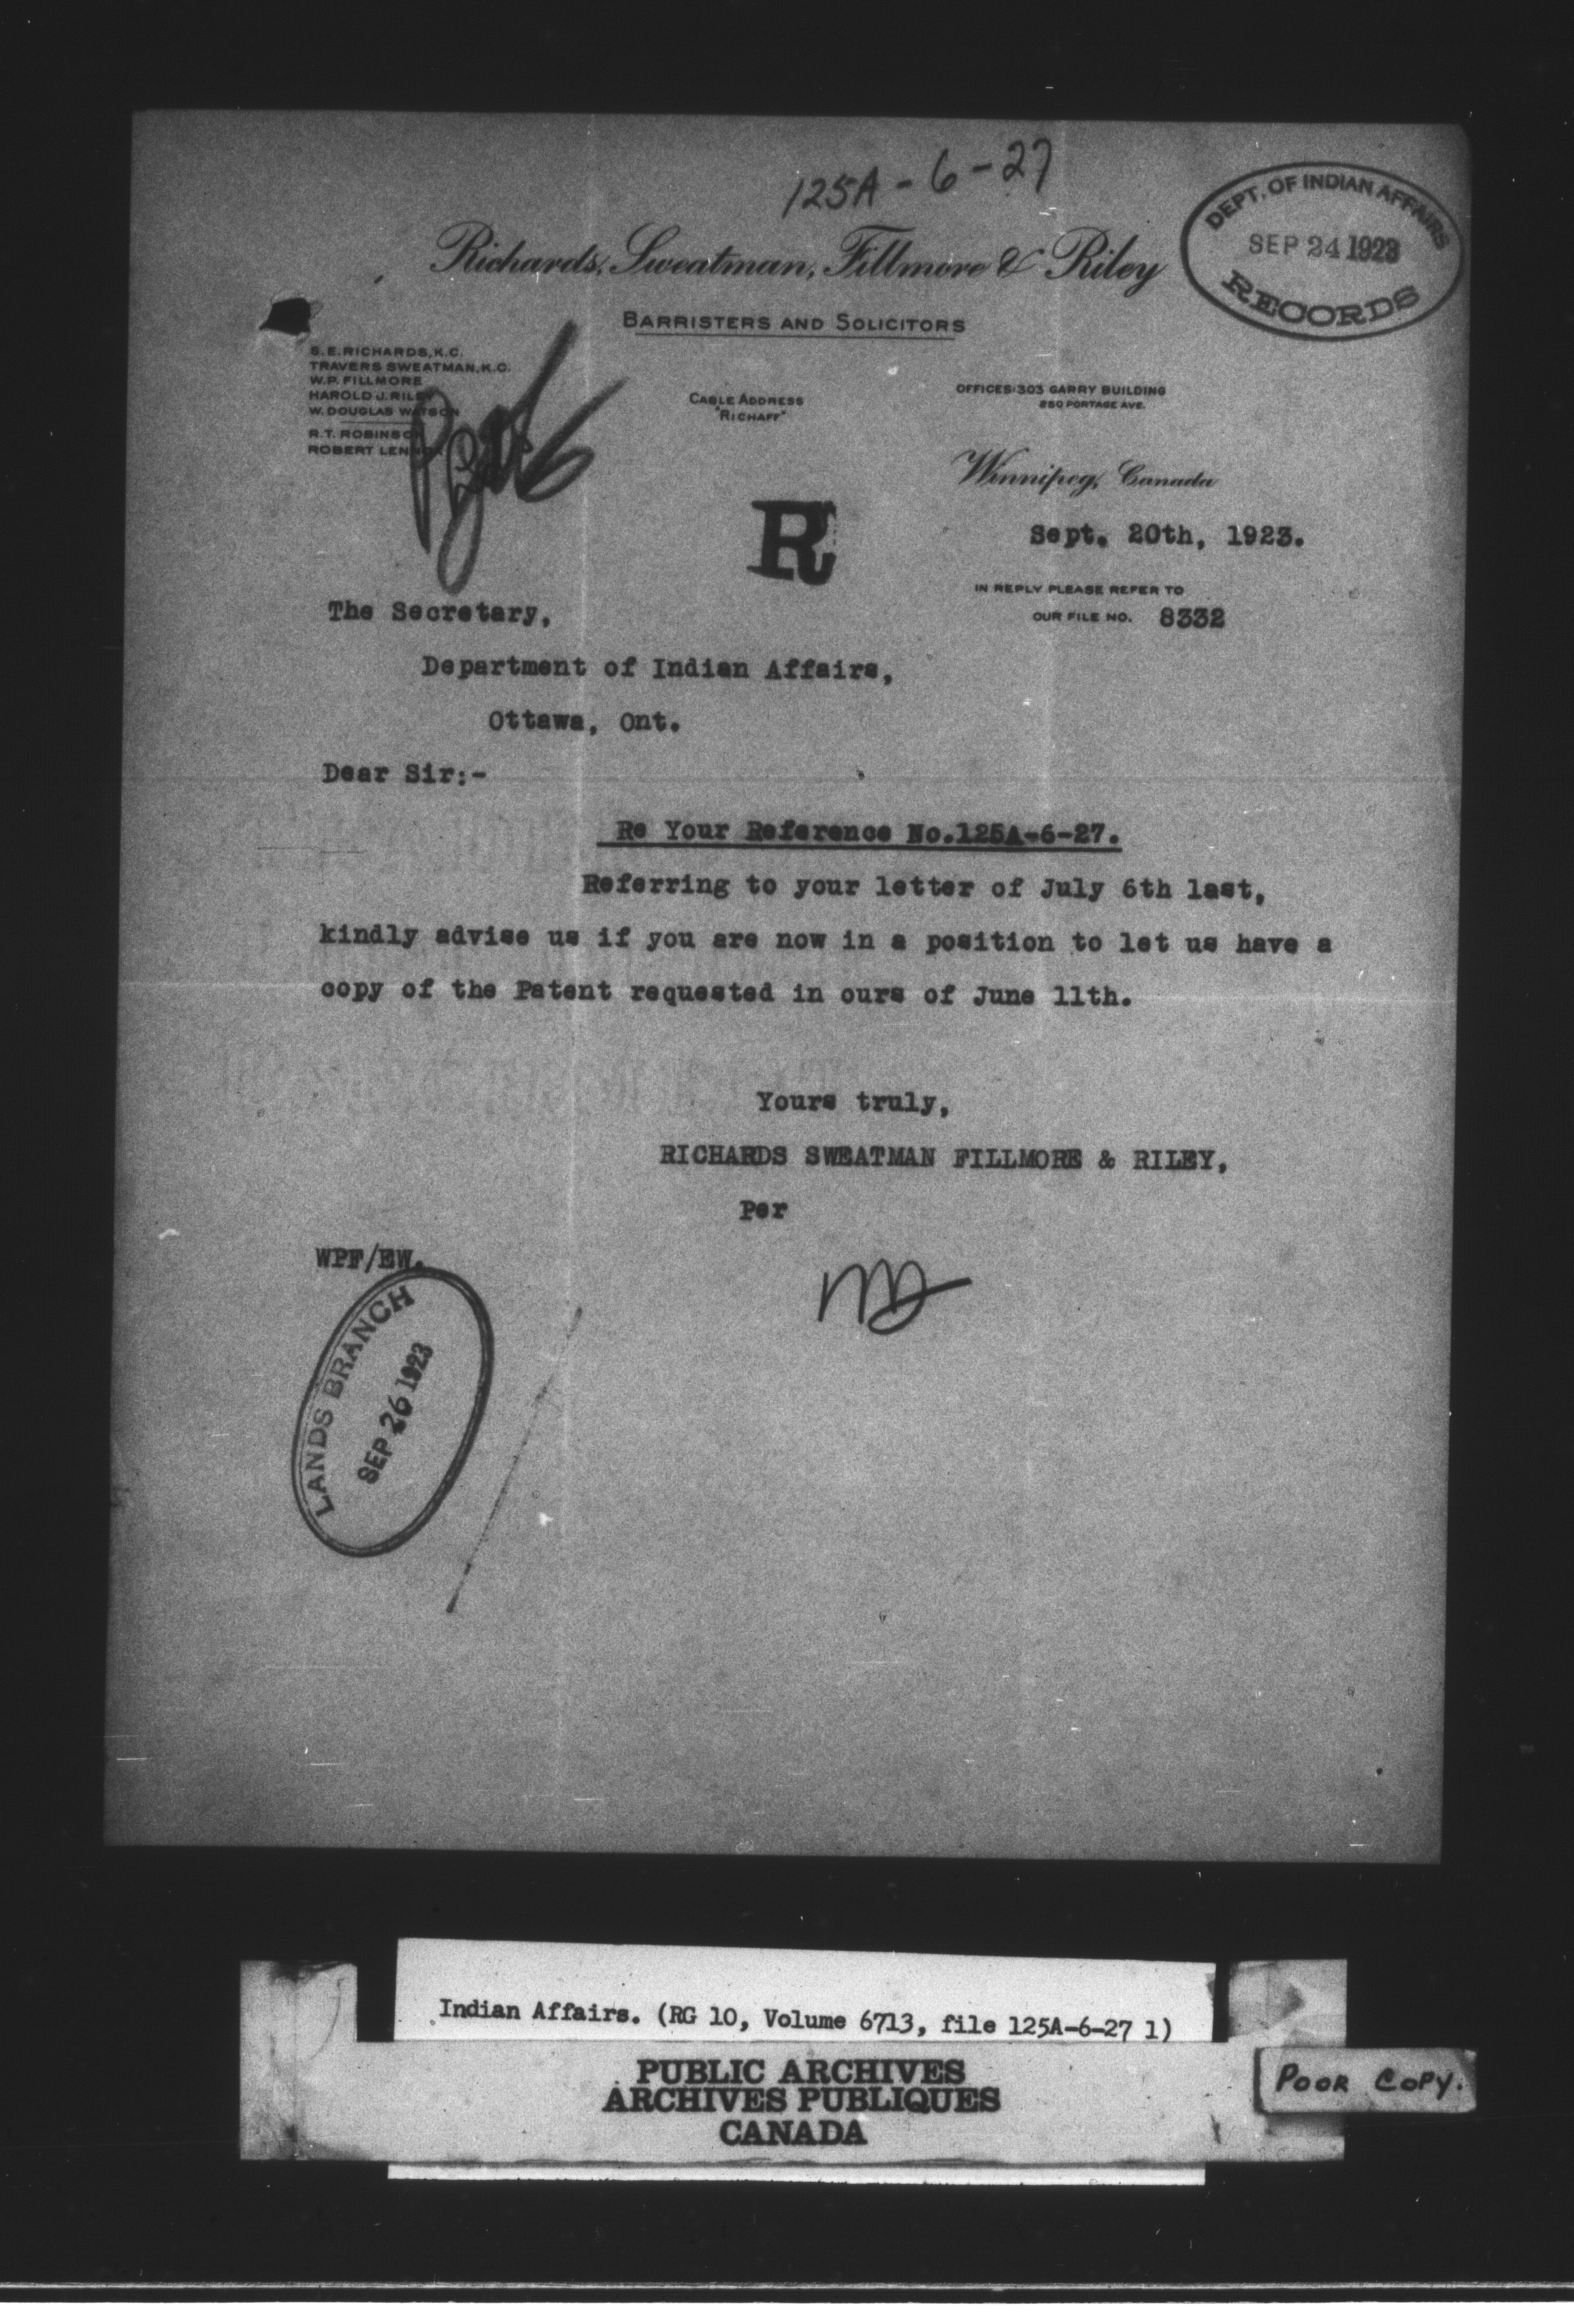 125A-6-27
DEPT. OF INDIAN AFFAIRS
SEP 24 1923
RECORDS
Richards, Sweatman, Fillmore & Riley
BARRISTERS AND SOLICITORS
S.E. RICHARDS, K.C.
TRAVERS SWEATMAN, K.C.
W.P. FILLMORE
HAROLD J. RILEY
W. DOUGLAS WATSON
R.T. ROBINSON
ROBERT LENNOX
CABLE ADDRESS
"RICHAFF"
OFFICES: 303 GARRY BUILDING
290 PORTAGE AVE.
Winnipeg, Canada
R
Sept. 20th, 1923.
IN REPLY PLEASE REFER TO
OUR FILE NO. 8332
The Secretary,
Department of Indian Affairs,
Ottawa, Ont.
Dear Sir:-
Re Your Reference No.125A-6-27.
Referring to your letter of July 6th last,
kindly advise us if you are now in a position to let us have a
copy of the Patent requested in ours of June 11th.
Yours truly,
RICHARDS SWEATMAN FILLMORE & RILEY,
Per
WPF/EW.
LANDS BRANCH
SEP 26 1923
Indian Affairs. (RG 10, Volume 6713, file 125A-6-27 1)
PUBLIC ARCHIVES
ARCHIVES PUBLIQUES
CANADA
POOR COPY.